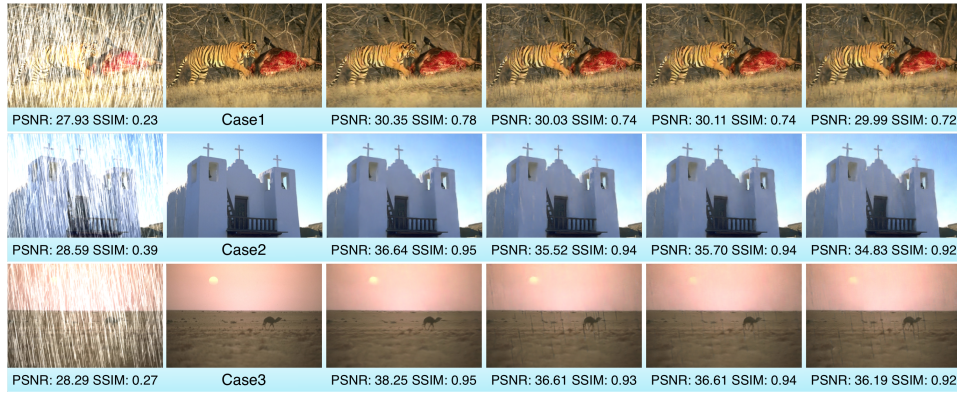 PSNR: 27.93 SSIM: 0.23 Case1 PSNR: 30.35 SSIM: 0.78 PSNR: 30.03 SSIM: 0.74 PSNR: 30.11 SSIM: 0.74 PSNR: 29.99 SSIM: 0.72
PSNR: 28.59 SSIM: 0.39 Case2 PSNR: 36.64 SSIM: 0.95 PSNR: 35.52 SSIM: 0.94 PSNR: 35.70 SSIM: 0.94 PSNR: 34.83 SSIM: 0.92
PSNR: 28.29 SSIM: 0.27 Case3 PSNR: 38.25 SSIM: 0.95 PSNR: 36.61 SSIM: 0.93 PSNR: 36.61 SSIM: 0.94 PSNR: 36.19 SSIM: 0.92